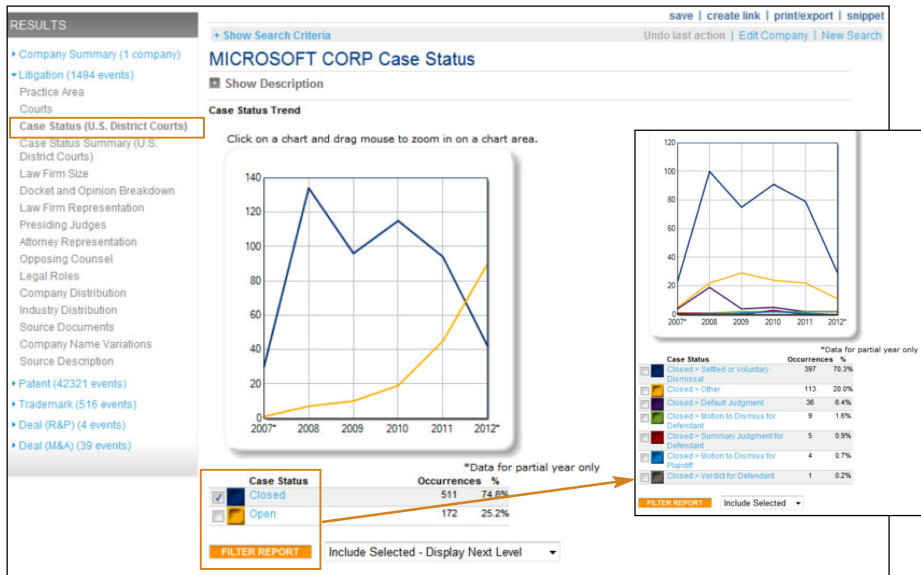 RESULTS
Company Summary (1 company)
Litigation (1494 events)
Practice Area
Courts
Case Status (U.S. District Courts)
Case Status Summary (U.S.
District Courts)
Law Firm Size
Docket and Opinion Breakdown
Law Firm Representation
Presiding Judges
Attorney Representation
Opposing Counsel
Legal Roles
Company Distribution
Industry Distribution
Source Documents
Company Name Variations
Source Description
Patent (42321 events)
Trademark (516 events)
Deal (R&P) (4 events)
Deal (M&A) (39 events)
save | create link | print/export | snippet
+ Show Search Criteria
Undo last action | Edit Company | New Search
MICROSOFT CORP Case Status
+ Show Description
Case Status Trend
Click on a chart and drag mouse to zoom in on a chart area.
140
120
100
80
60
40
20
0
2007* 2008 2009 2010 2011 2012*
*Data for partial year only
Case Status Occurrences %
Closed 511 74.8%
Open 172 25.2%
FILTER REPORT Include Selected - Display Next Level
120
100
80
60
40
20
0
2007* 2008 2009 2010 2011 2012*
*Data for partial year only
Case Status Occurrences %
Closed > Settled or Voluntary 397 70.3%
Dismissal
Closed > Other 113 20.0%
Closed > Default Judgment 36 6.4%
Closed > Motion to Dismiss for 9 1.6%
Defendant
Closed > Summary Judgment for 5 0.9%
Defendant
Closed > Motion to Dismiss for 4 0.7%
Plaintiff
Closed > Verdict for Defendant 1 0.2%
FILTER REPORT Include Selected